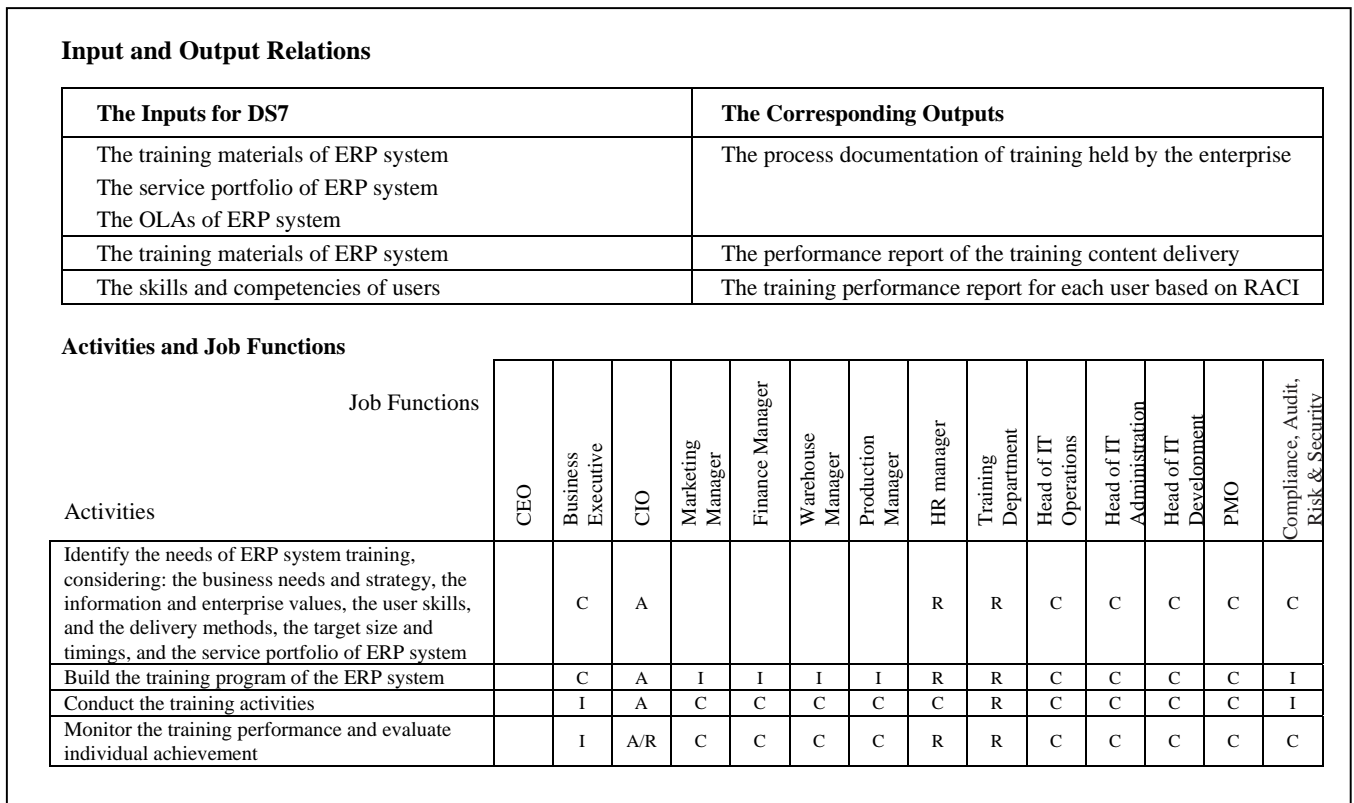 Input and Output Relations
The Inputs for DS7 The Corresponding Outputs
The training materials of ERP system The process documentation of training held by the enterprise
The service portfolio of ERP system
The OLAs of ERP system
The training materials of ERP system The performance report of the training content delivery
The skills and competencies of users The training performance report for each user based on RACI
Activities and Job Functions
Job Functions
Activities
CEO
Business
Executive
CIO
Marketing
Manager
Finance Manager
Warehouse
Manager
Production
Manager
HR manager
Training
Department
Head of IT
Operations
Head of IT
Administration
Head of IT
Development
PMO
Compliance, Audit,
Risk & Security
Identify the needs of ERP system training,
considering: the business needs and strategy, the
information and enterprise values, the user skills, C A R R C C C C C
and the delivery methods, the target size and
timings, and the service portfolio of ERP system
Build the training program of the ERP system C A I I I I R R C C C C I
Conduct the training activities I A C C C C C R C C C C I
Monitor the training performance and evaluate
individual achievement I A/R C C C C R R C C C C C